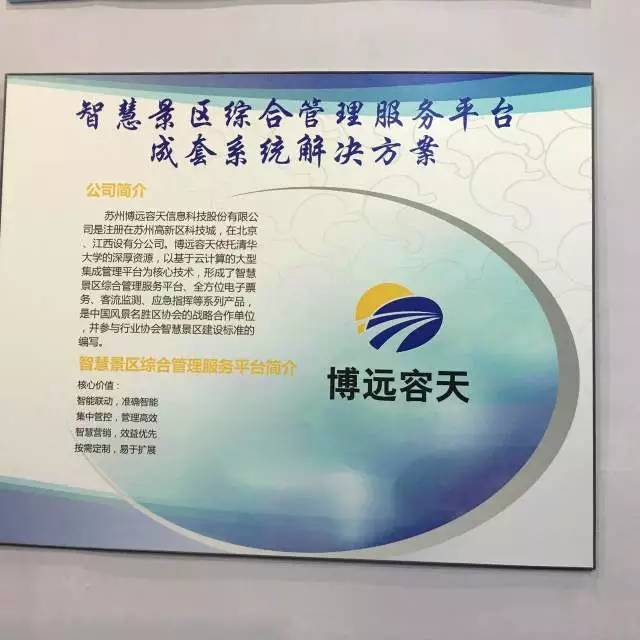 智慧景区综合管理服务平台
成套系统解决方案
公司简介
苏州博远容天信息科技股份有限公
司是注册在苏州高新区科技城，在北京
、江西设有分公司。博远容天依托清华
大学的深厚资源，以基于云计算的大型
集成管理平台为核心技术，形成了智慧
景区综合管理服务平台、全方位电子票
务、客流监测、应急指挥等系列产品，
是中国风景名胜区协会的战略合作单位
，并参与行业协会智慧景区建设标准的
编写。
智慧景区综合管理服务平台简介
核心价值：
智能联动，准确智能
集中管控，管理高效
智慧营销，效益优先
按需定制，易于扩展
博远容天